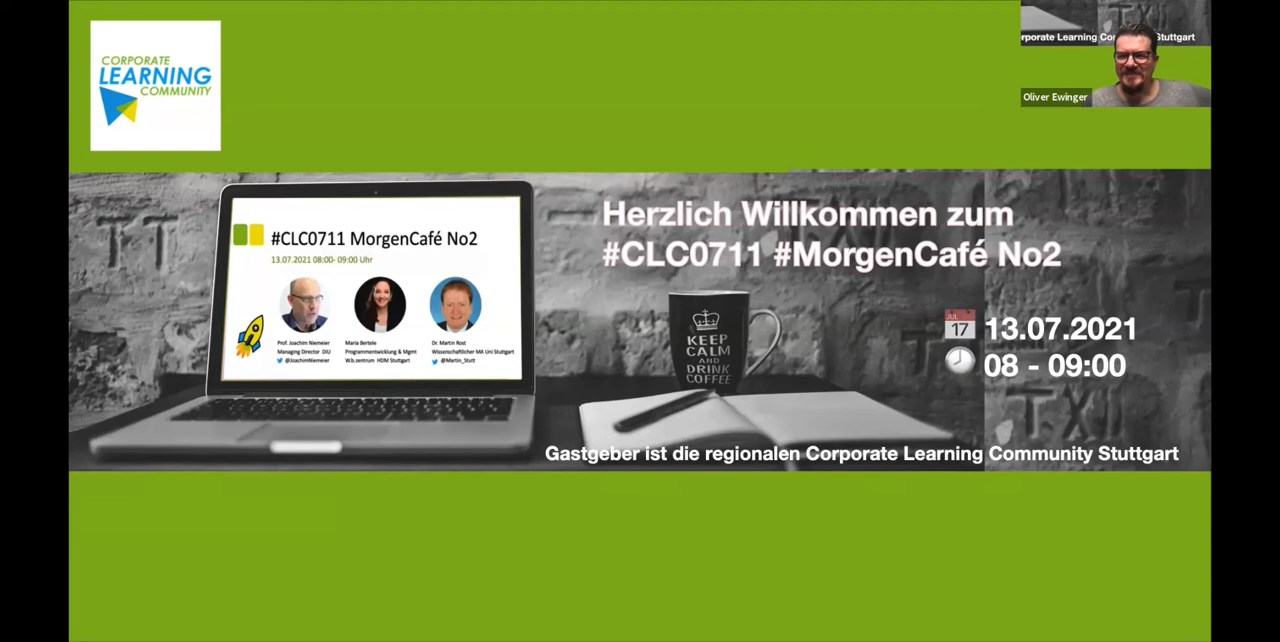 CORPORATE
LEARNING
COMMUNITY
rporate Learning Co
Stuttgart
Oliver Ewinger
#CLC0711 MorgenCafé No2
13.07.2021 08:00- 09:00 Uhr
Prof. Joachim Niemeier
Managing Director DIU
@JoachimNiemeier
Maria Bertele
Programmentwicklung & Mgmt
W.b.zentrum HDM Stuttgart
Dr. Martin Rost
Wissenschaftlicher MA Uni Stuttgart
@Martin_Stutt
Herzlich Willkommen zum
#CLC0711 #MorgenCafé No2
KEEP
CALM
AND
DRINK
COFFEE
JUL
17
13.07.2021
08 - 09:00
TXII
Gastgeber ist die regionalen Corporate Learning Community Stuttgart